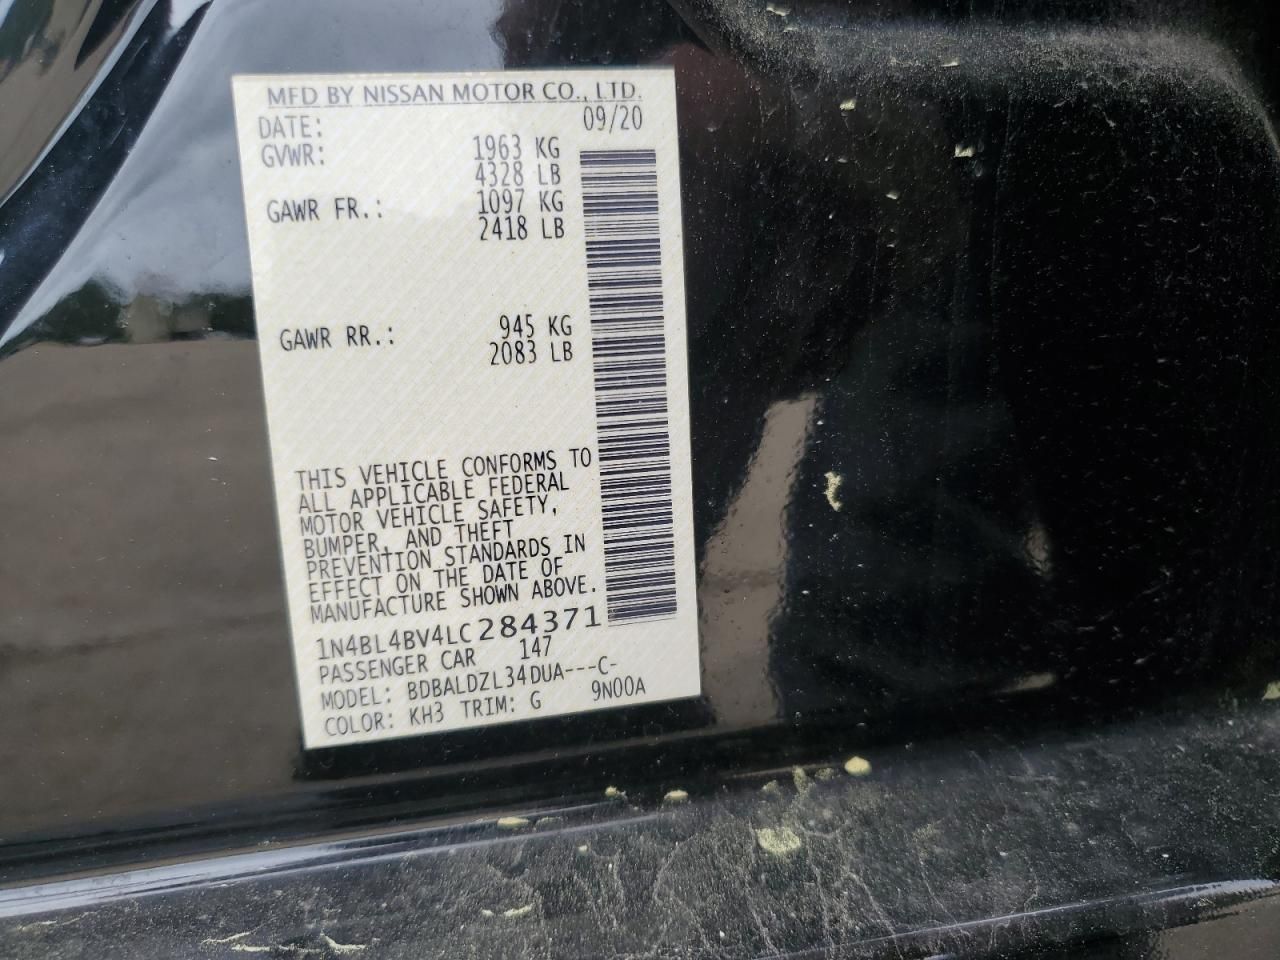 MFD BY NISSAN MOTOR CO., LTD.
DATE: 09/20
GVWR: 1963 KG
4328 LB
GAWR FR.: 1097 KG
2418 LB
GAWR RR.: 945 KG
2083 LB
THIS VEHICLE CONFORMS TO
ALL APPLICABLE FEDERAL
MOTOR VEHICLE SAFETY,
BUMPER, AND THEFT
PREVENTION STANDARDS IN
EFFECT ON THE DATE OF
MANUFACTURE SHOWN ABOVE.
1N4BL4BV4LC284371
PASSENGER CAR 147
MODEL: BDBALDZL34DUA---C-
COLOR: KH3 TRIM: G 9N00A